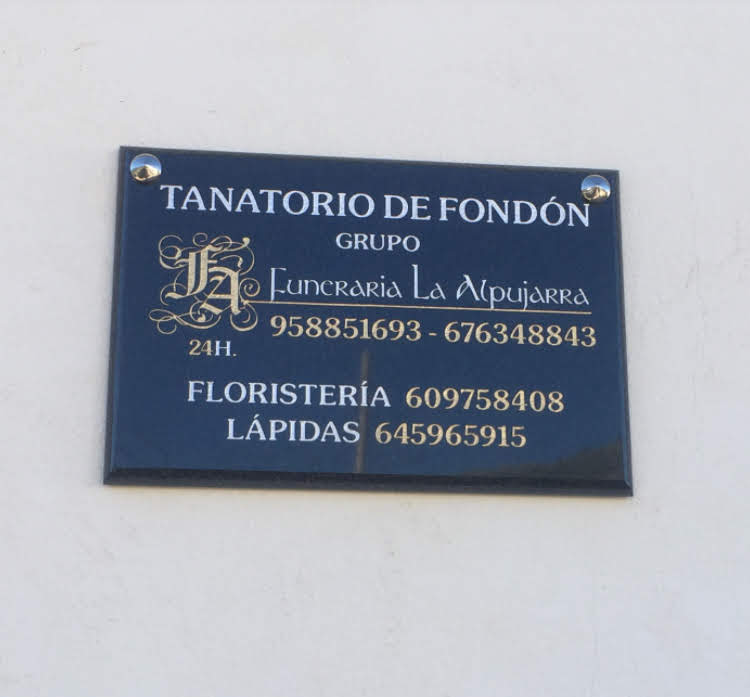 TANATORIO DE FONDÓN
GRUPO
FA Funeraria La Alpujarra
958851693 - 676348843
24H.
FLORISTERÍA 609758408
LÁPIDAS 645965915